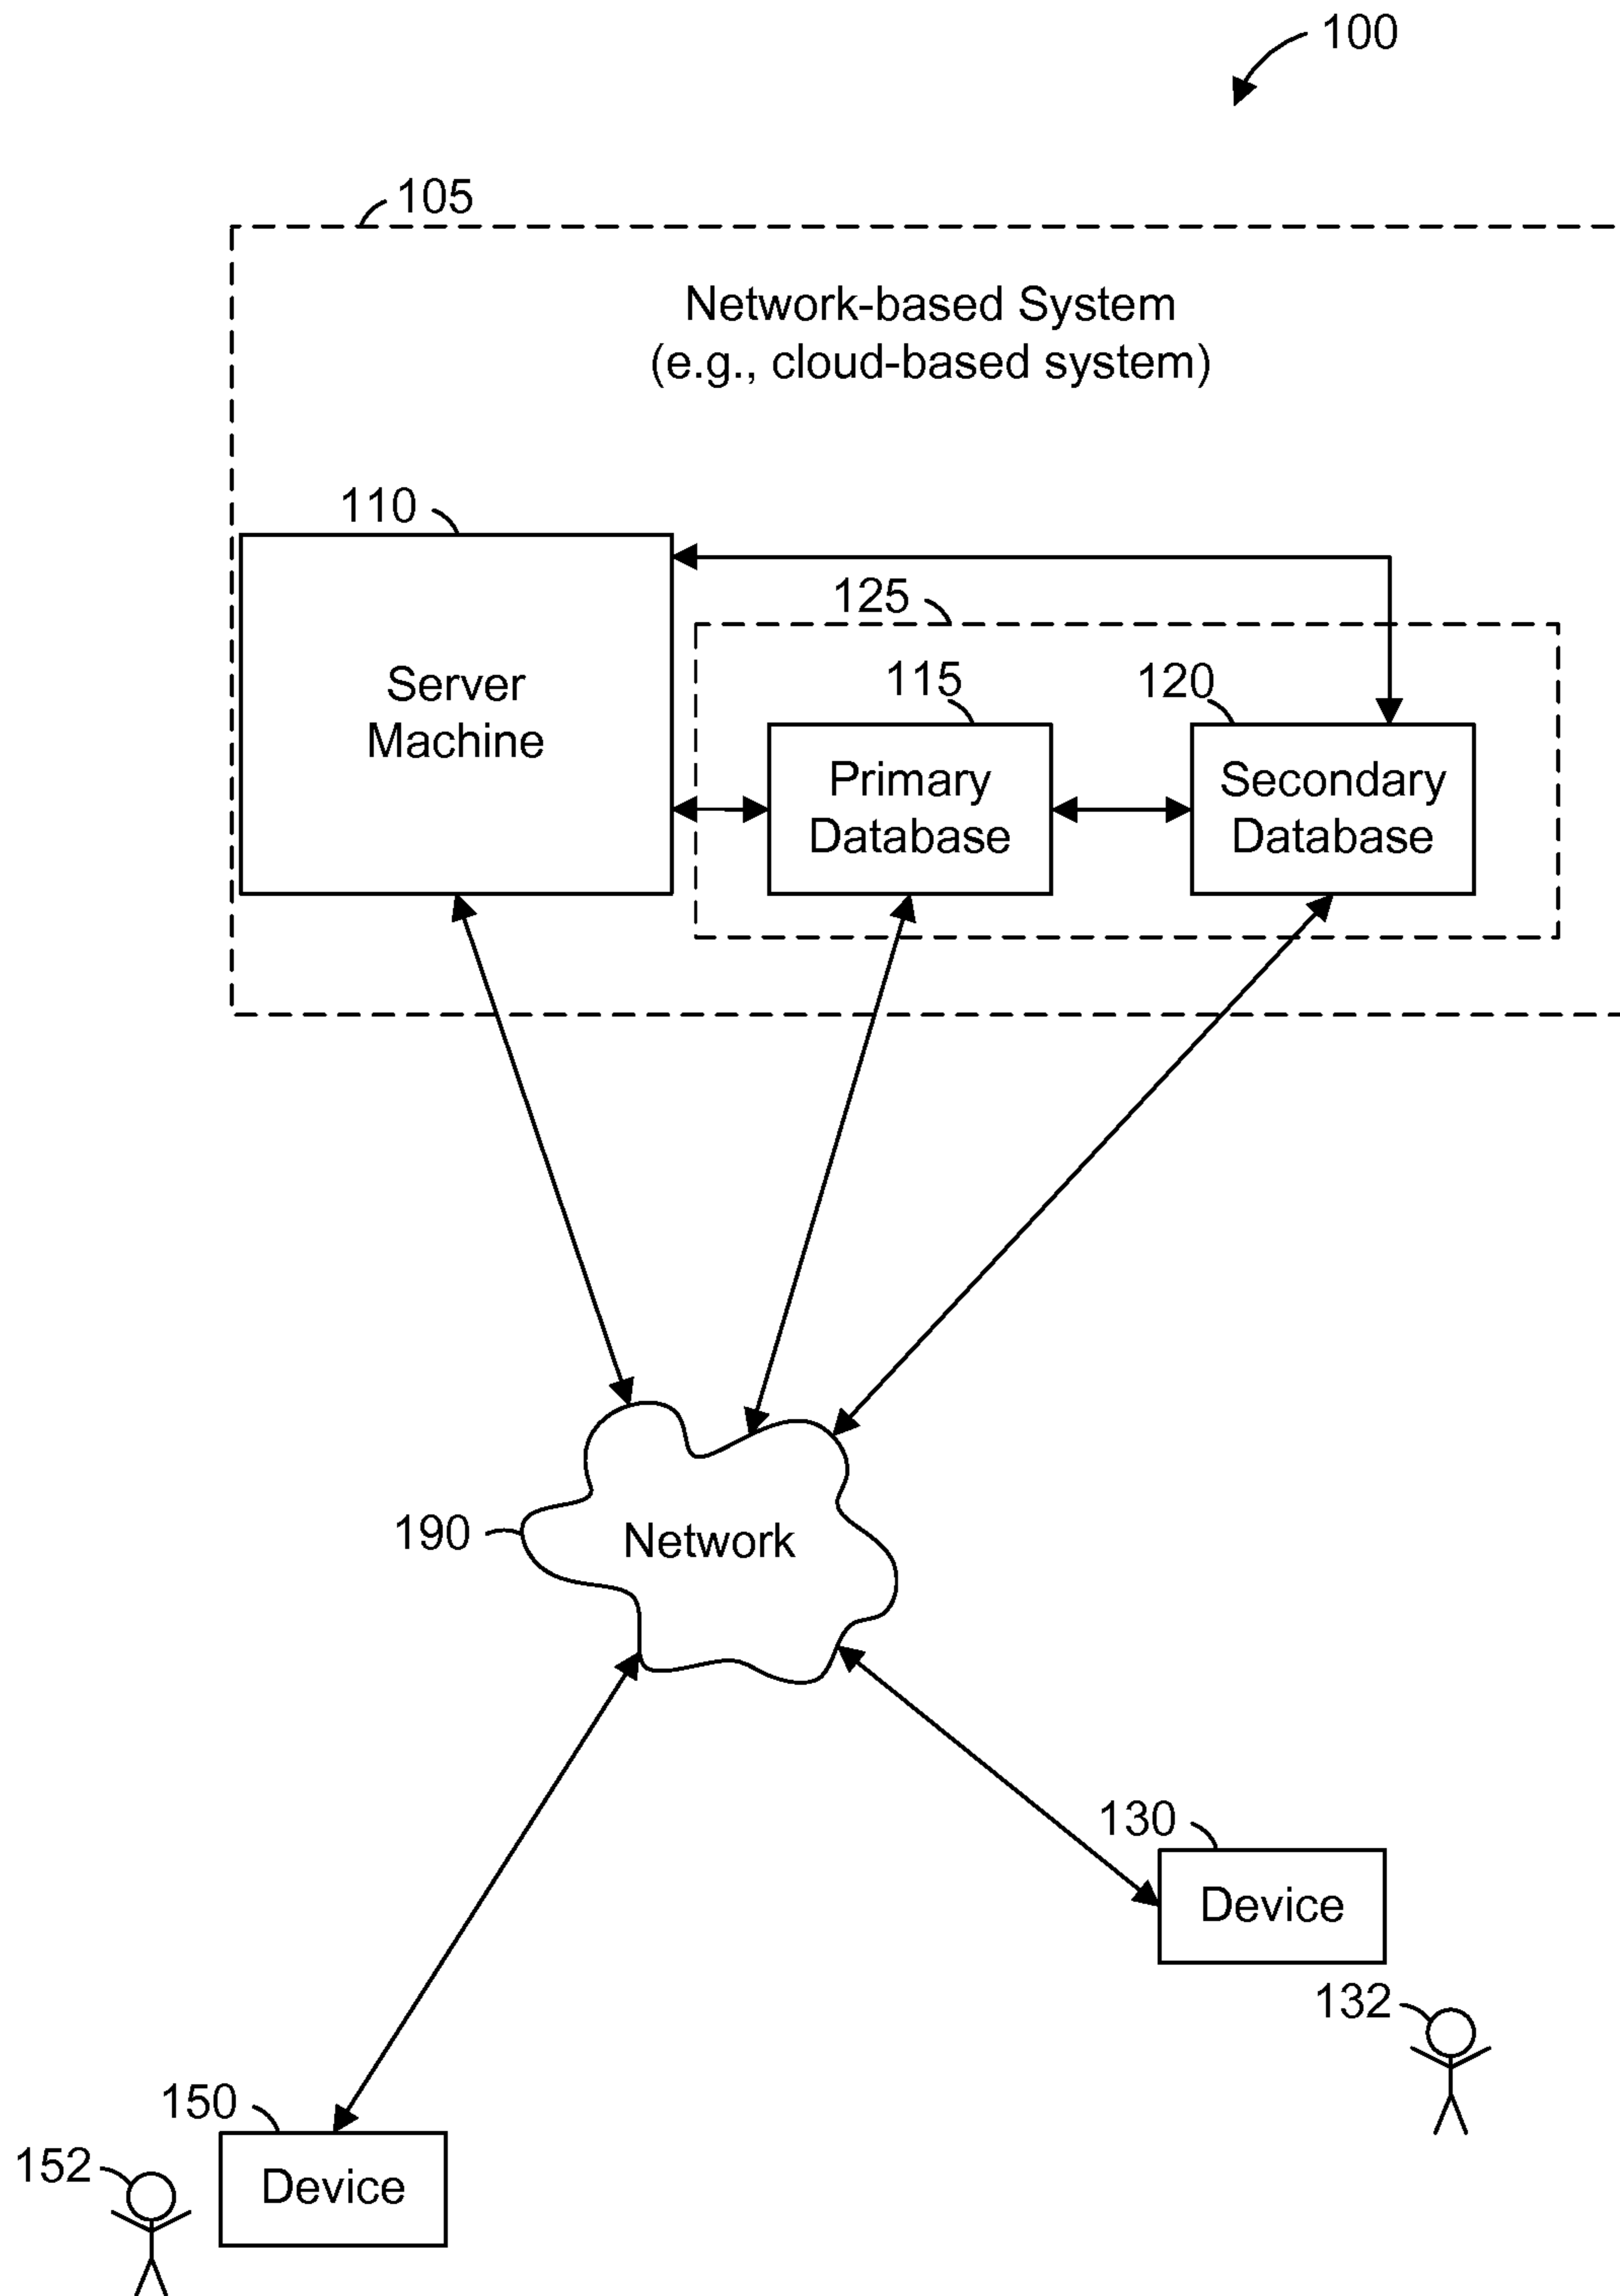 100
105
Network-based System
(e.g., cloud-based system)
110
125
Server
Machine
115
120
Primary
Database
Secondary
Database
190
Network
130
Device
132
150
152
Device